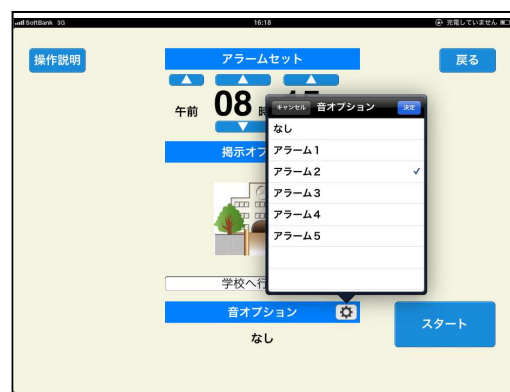 SoftBank 3G 16:18 充電していません
操作説明 アラームセット 戻る
午前 08 時
キャンセル 音オプション 決定
なし
アラーム1
アラーム2 ✓
アラーム3
アラーム4
アラーム5
掲示オプ
学校へ行
音オプション
なし
スタート